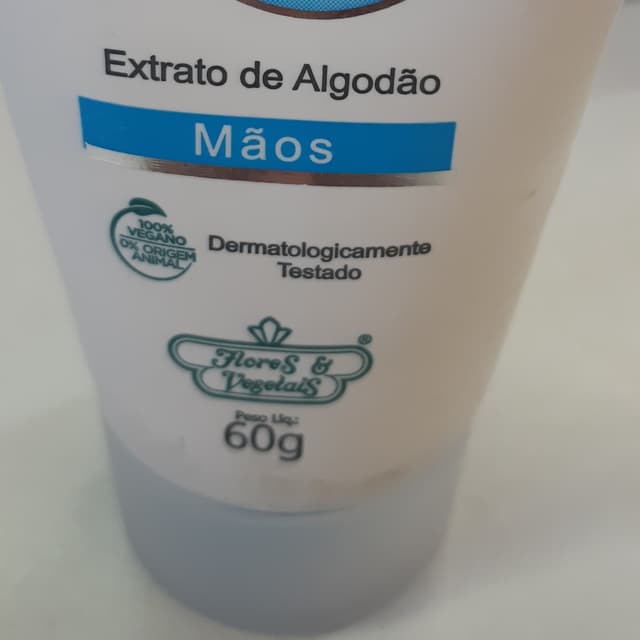 Extrato de Algodão
Mãos
100%
VEGANO
0% ORIGEM
ANIMAL
Dermatologicamente
Testado
Flores &
Vegetais
®
Peso Líq.:
60g